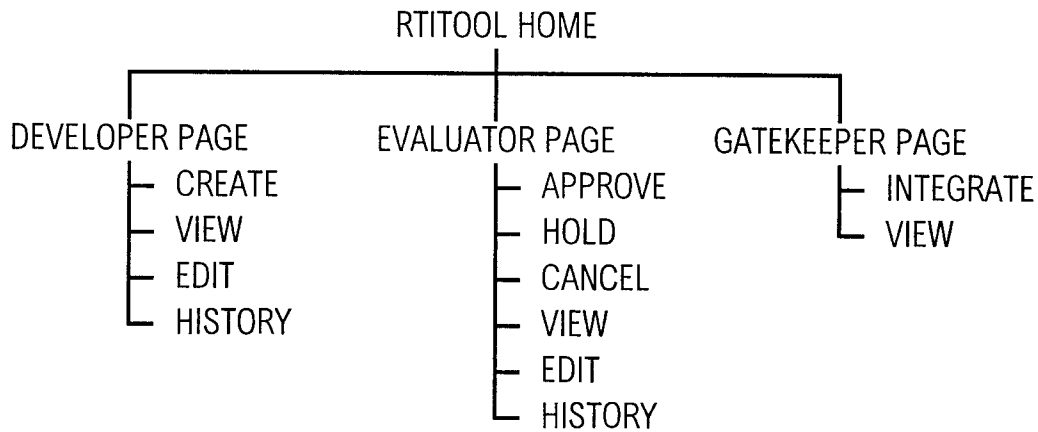 RTITOOL HOME
DEVELOPER PAGE
CREATE
VIEW
EDIT
HISTORY
EVALUATOR PAGE
APPROVE
HOLD
CANCEL
VIEW
EDIT
HISTORY
GATEKEEPER PAGE
INTEGRATE
VIEW